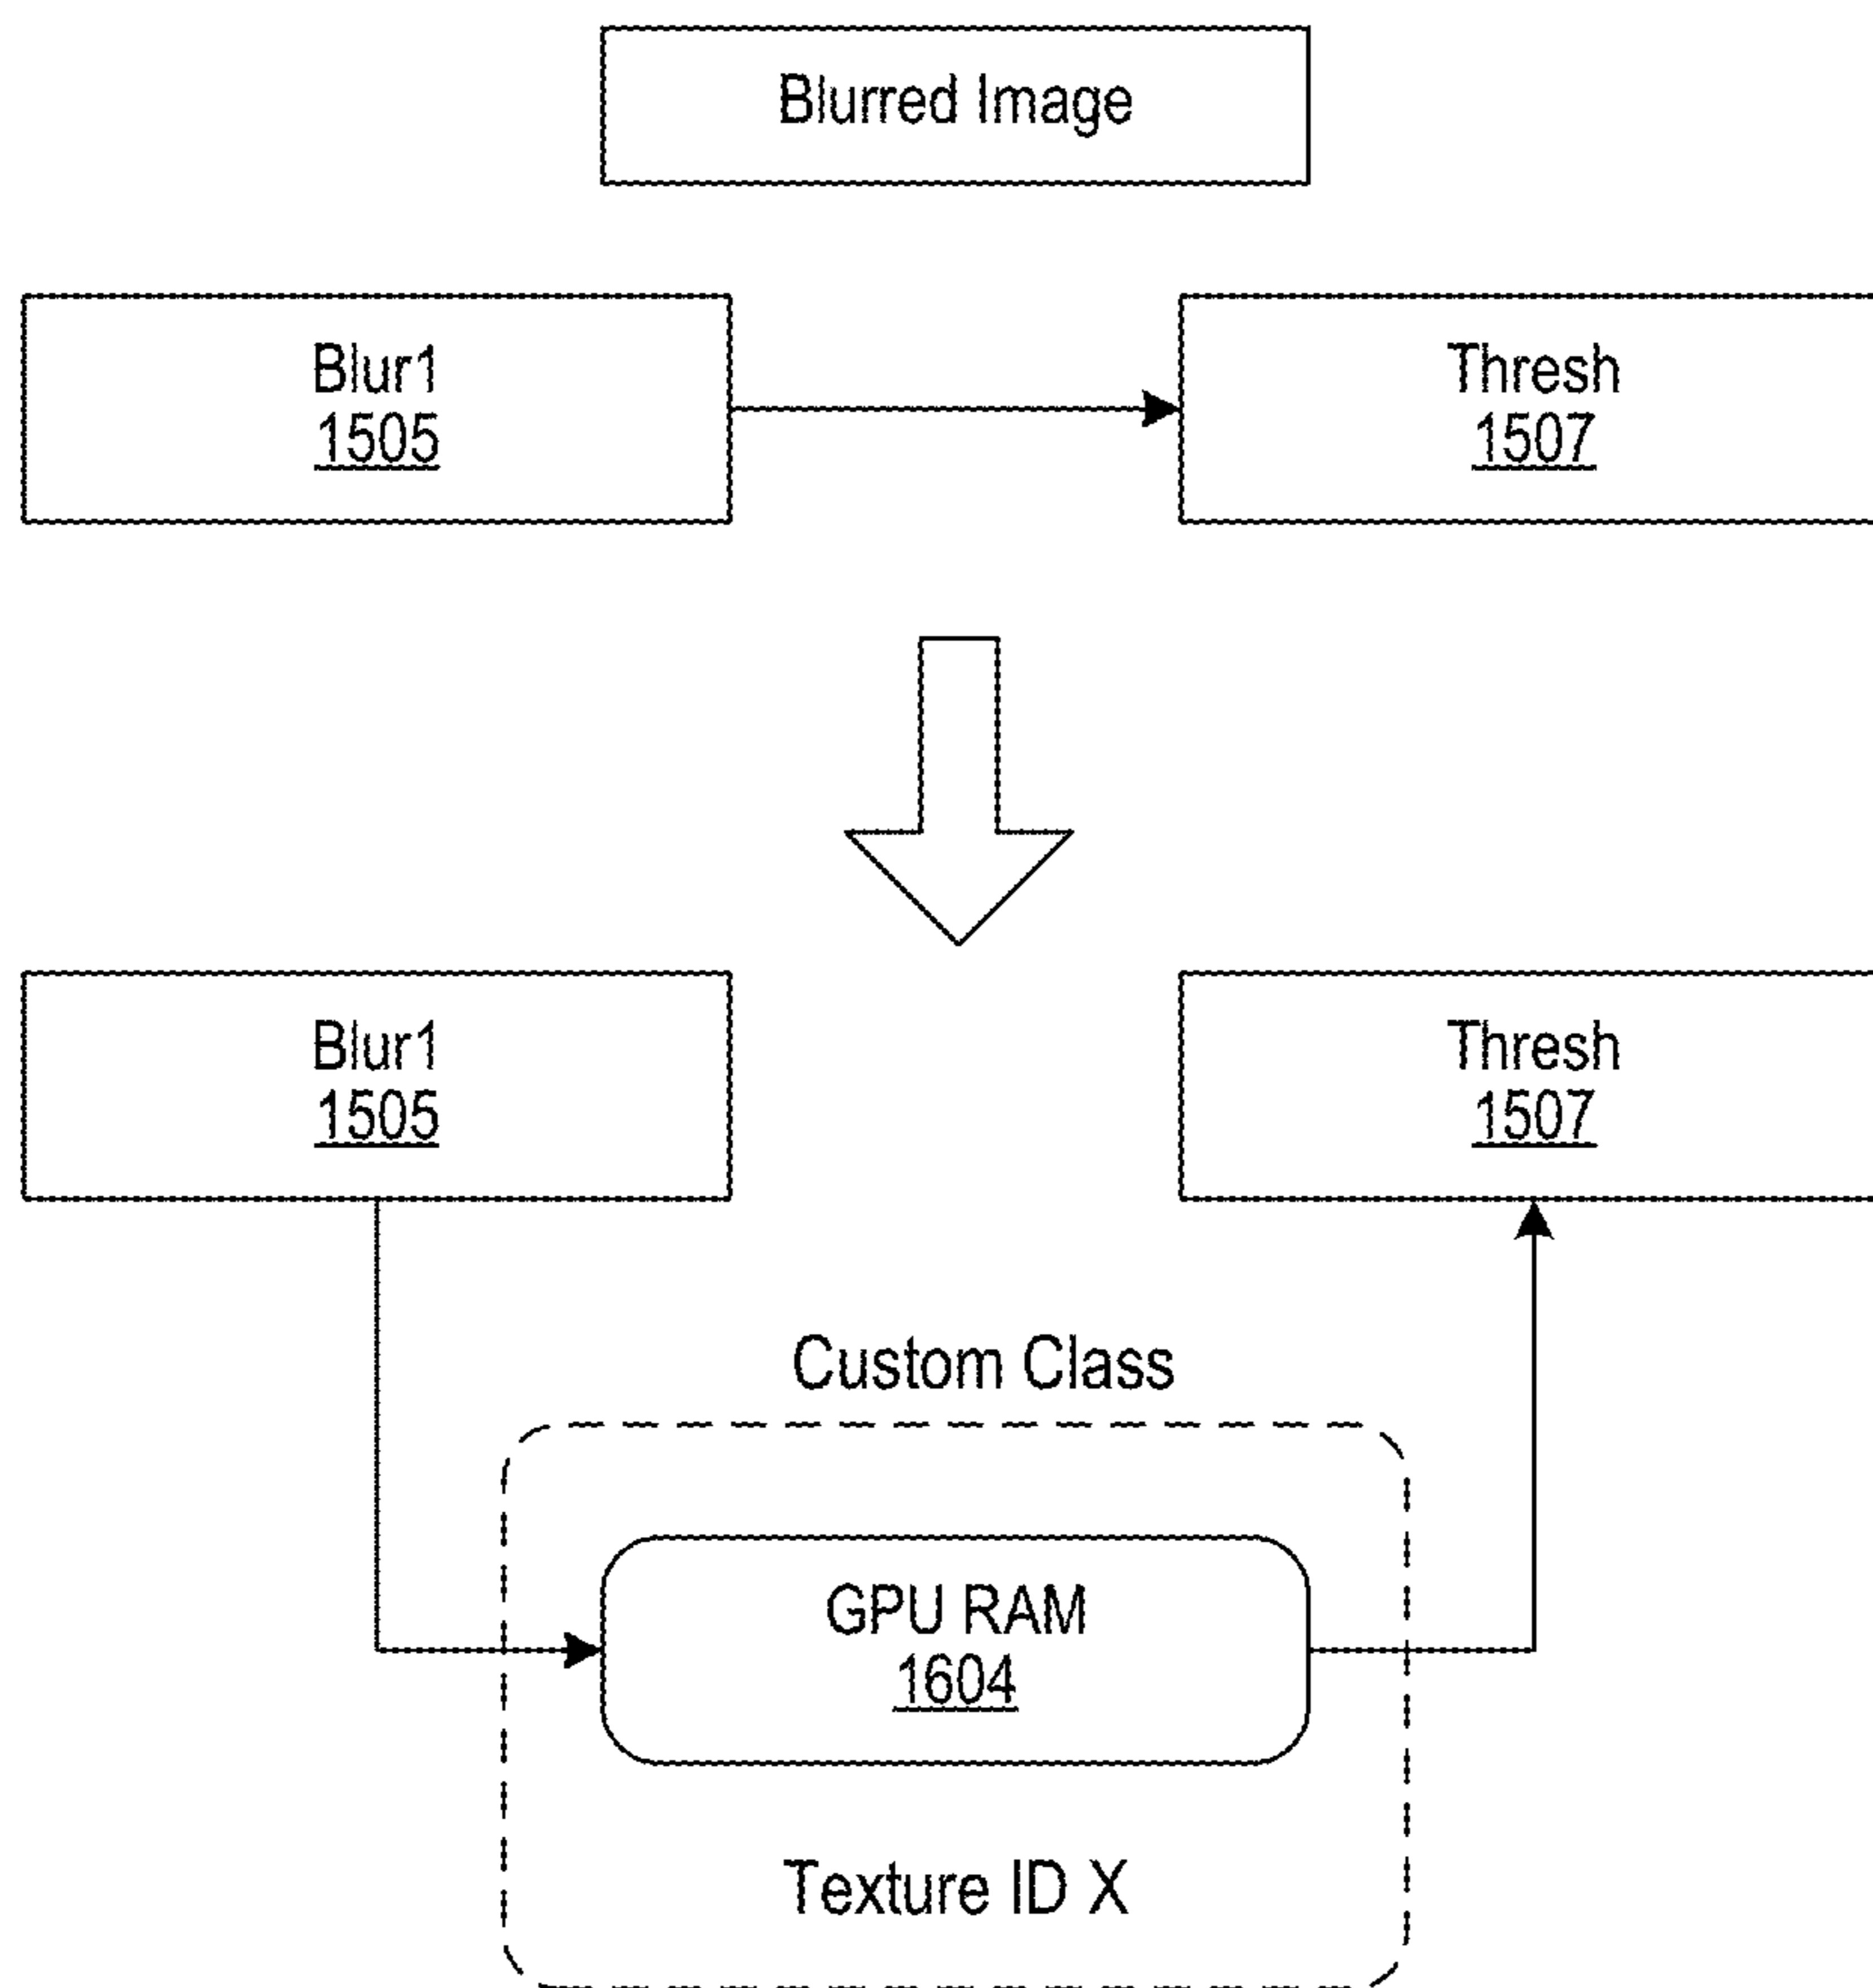 Blurred Image
Blur1
1505
Thresh
1507
Blur1
1505
Thresh
1507
Custom Class
GPU RAM
1604
Texture ID X